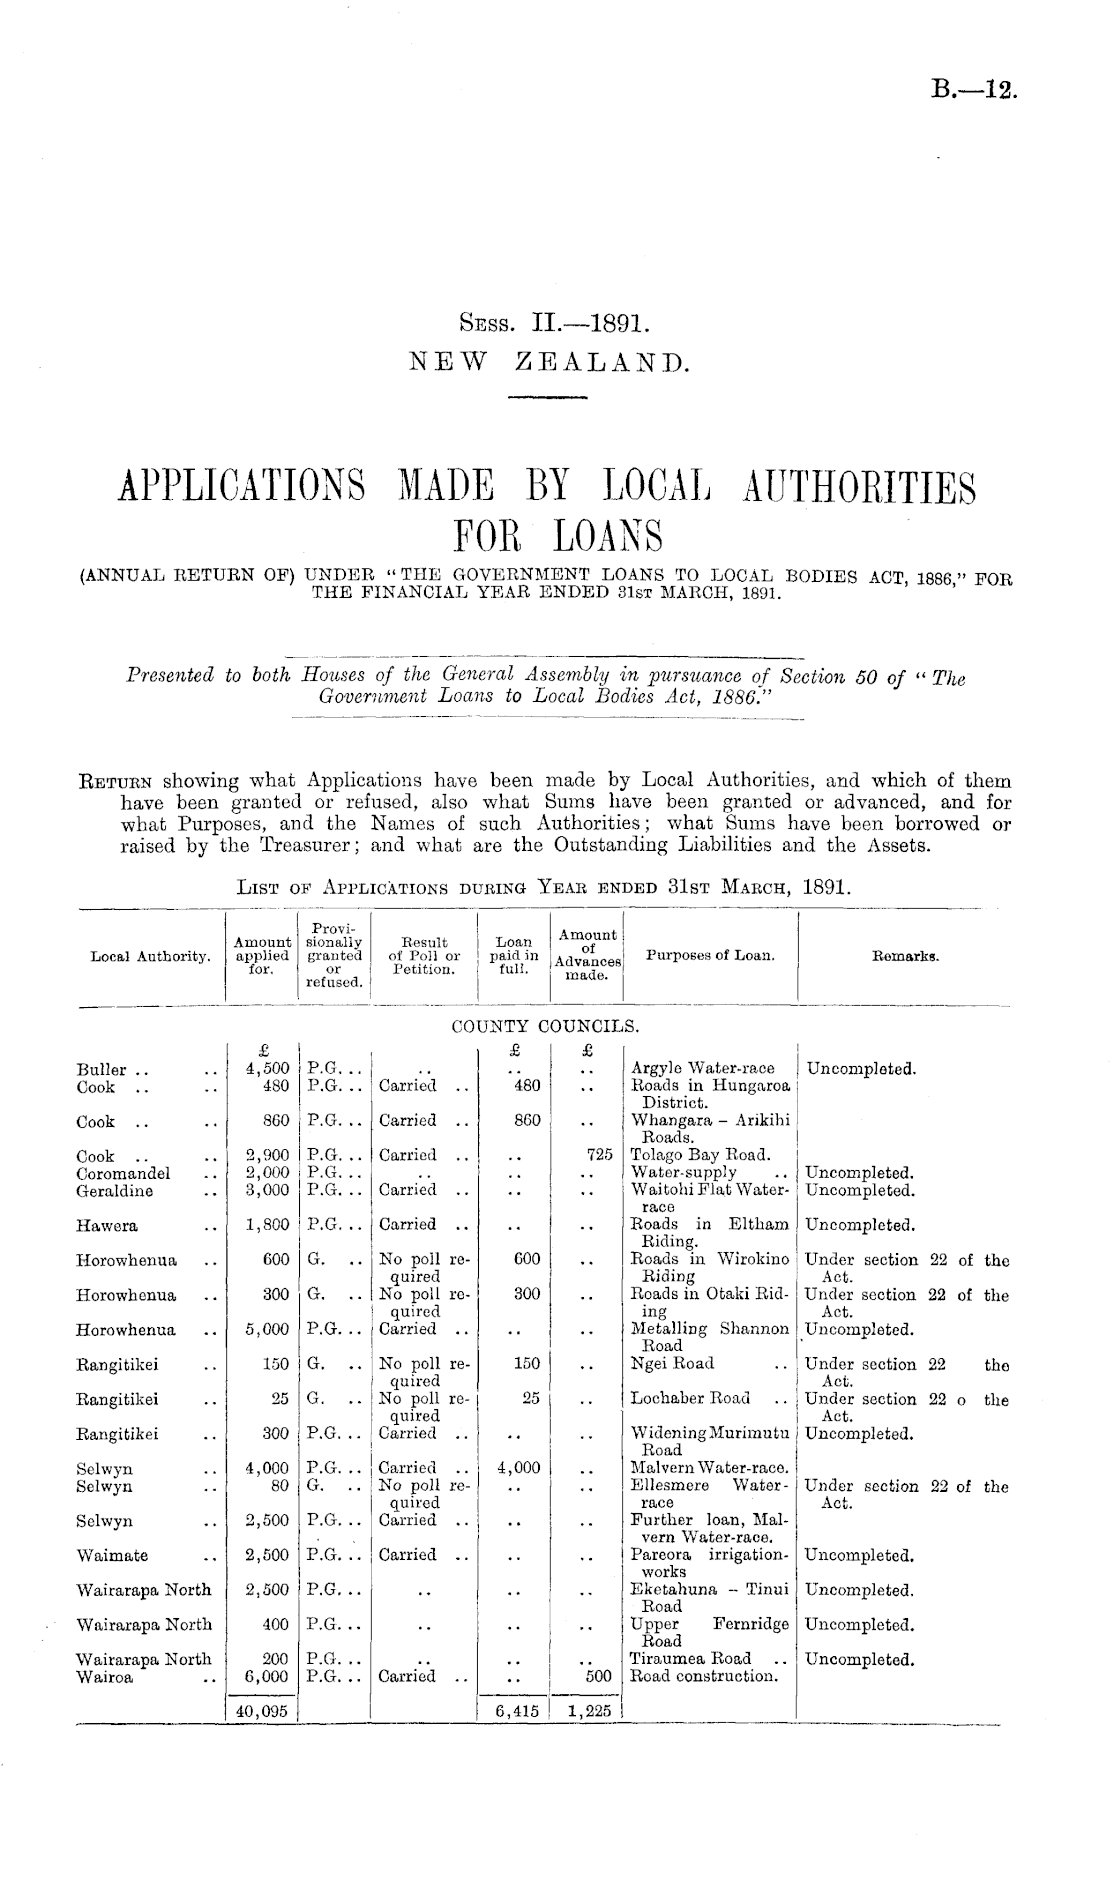 B.—12.
SESS. II.—1891.
NEW ZEALAND.
APPLICATIONS MADE BY LOCAL AUTHORITIES
FOR LOANS
(ANNUAL RETURN OF) UNDER "THE GOVERNMENT LOANS TO LOCAL BODIES ACT, 1886," FOR
THE FINANCIAL YEAR ENDED 31ST MARCH, 1891.
Presented to both Houses of the General Assembly in pursuance of Section 50 of "The
Government Loans to Local Bodies Act, 1886."
RETURN showing what Applications have been made by Local Authorities, and which of them
have been granted or refused, also what Sums have been granted or advanced, and for
what Purposes, and the Names of such Authorities; what Sums have been borrowed or
raised by the Treasurer; and what are the Outstanding Liabilities and the Assets.
LIST OF APPLICATIONS DURING YEAR ENDED 31ST MARCH, 1891.
Local Authority. | Amount applied for. | Provi-sionally granted or refused. | Result of Poll or Petition. | Loan paid in full. | Amount of Advances made. | Purposes of Loan. | Remarks.
COUNTY COUNCILS.
£ £ £
Buller .. .. 4,500 P.G. .. .. .. .. Argyle Water-race Uncompleted.
Cook .. .. 480 P.G. .. Carried .. 480 .. Roads in Hungaroa
District.
Cook .. .. 860 P.G. .. Carried .. 860 .. Whangara - Arikihi
Roads.
Cook .. .. 2,900 P.G. .. Carried .. .. 725 Tolago Bay Road.
Coromandel .. 2,000 P.G. .. .. .. .. Water-supply .. Uncompleted.
Geraldine .. 3,000 P.G. .. Carried .. .. .. Waitohi Flat Water- Uncompleted.
race
Hawera .. 1,800 P.G. .. Carried .. .. .. Roads in Eltham Uncompleted.
Riding.
Horowhenua .. 600 G. .. No poll re- 600 .. Roads in Wirokino Under section 22 of the
quired Riding Act.
Horowhenua .. 300 G. .. No poll re- 300 .. Roads in Otaki Rid- Under section 22 of the
quired ing Act.
Horowhenua .. 5,000 P.G. .. Carried .. .. .. Metalling Shannon Uncompleted.
Road
Rangitikei .. 150 G. .. No poll re- 150 .. Ngei Road .. Under section 22 the
quired Act.
Rangitikei .. 25 G. .. No poll re- 25 .. Lochaber Road .. Under section 22 o the
quired Act.
Rangitikei .. 300 P.G. .. Carried .. .. .. Widening Murimutu Uncompleted.
Road
Selwyn .. 4,000 P.G. .. Carried .. 4,000 .. Malvern Water-race.
Selwyn .. 80 G. .. No poll re- .. .. Ellesmere Water- Under section 22 of the
quired race Act.
Selwyn .. 2,500 P.G. .. Carried .. .. .. Further loan, Mal-
vern Water-race.
Waimate .. 2,500 P.G. .. Carried .. .. .. Pareora irrigation- Uncompleted.
works
Wairarapa North 2,500 P.G. .. .. .. .. Eketahuna - Tinui Uncompleted.
Road
Wairarapa North 400 P.G. .. .. .. .. Upper Fernridge Uncompleted.
Road
Wairarapa North 200 P.G. .. .. .. .. Tiraumea Road .. Uncompleted.
Wairoa .. 6,000 P.G. .. Carried .. .. 500 Road construction.
40,095 6,415 1,225